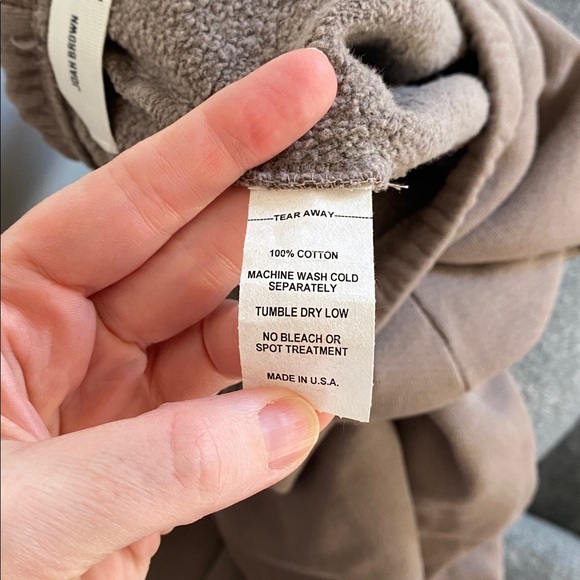 JOAH BROWN
TEAR AWAY
100% COTTON
MACHINE WASH COLD
SEPARATELY
TUMBLE DRY LOW
NO BLEACH OR
SPOT TREATMENT
MADE IN U.S.A.